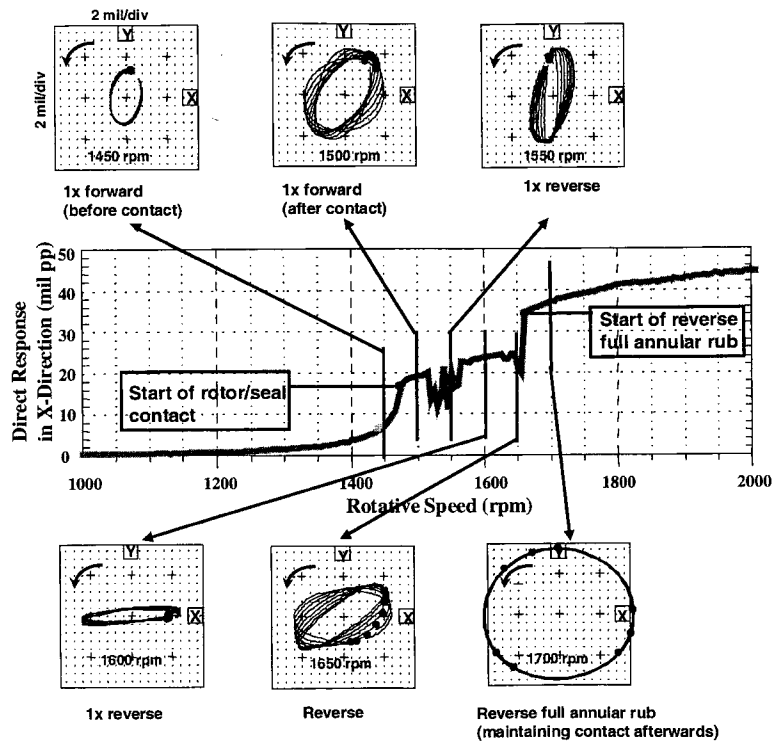 2 mil/div
2 mil/div
Y
X
1450 rpm
1x forward
(before contact)
Y
X
1500 rpm
1x forward
(after contact)
Y
X
1550 rpm
1x reverse
Direct Response
in X-Direction (mil pp)
50
40
30
20
10
0
Start of rotor/seal
contact
Start of reverse
full annular rub
1000
1200
1400
1600
1800
2000
Rotative Speed (rpm)
Y
X
1600 rpm
1x reverse
Y
X
1650 rpm
Reverse
Y
X
1700 rpm
Reverse full annular rub
(maintaining contact afterwards)